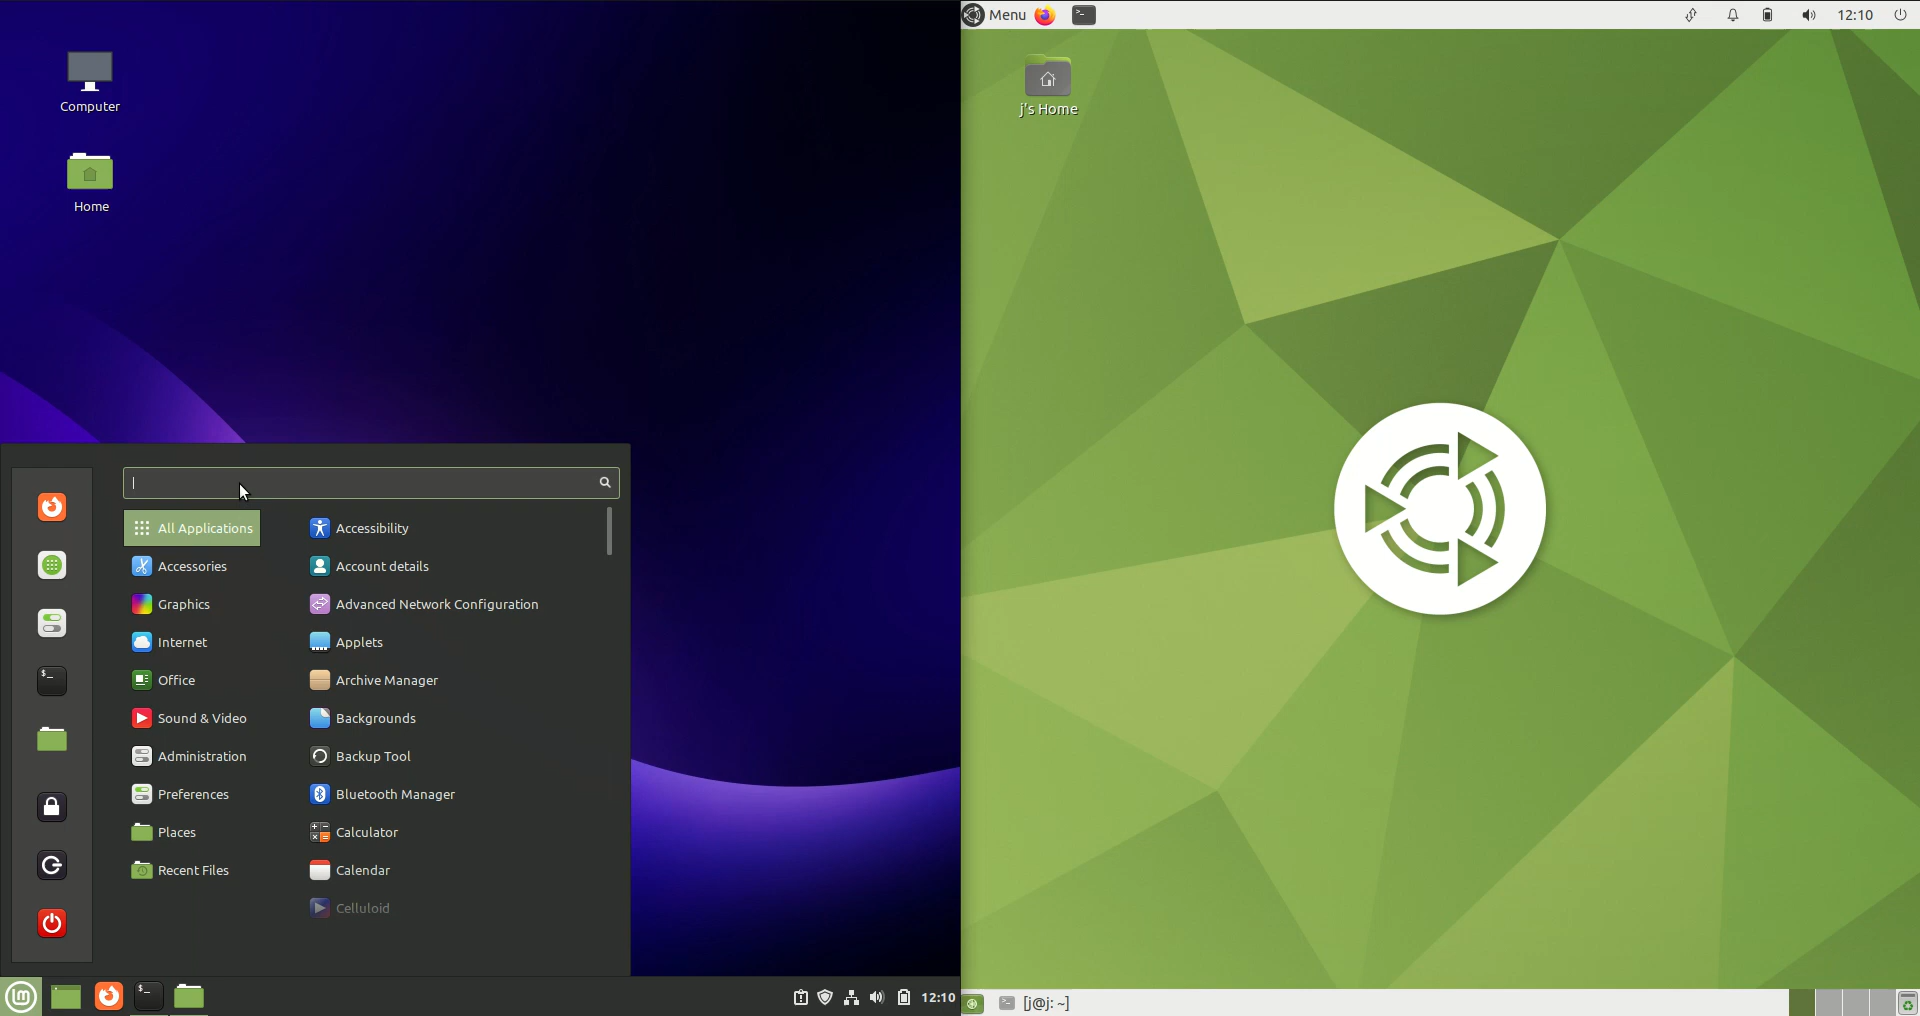 Computer
Home
All Applications
Accessories
Graphics
Internet
Office
Sound & Video
Administration
Preferences
Places
Recent Files
Accessibility
Account details
Advanced Network Configuration
Applets
Archive Manager
Backgrounds
Backup Tool
Bluetooth Manager
Calculator
Calendar
Celluloid
12:10
Menu
12:10
j's Home
[j@j: ~]